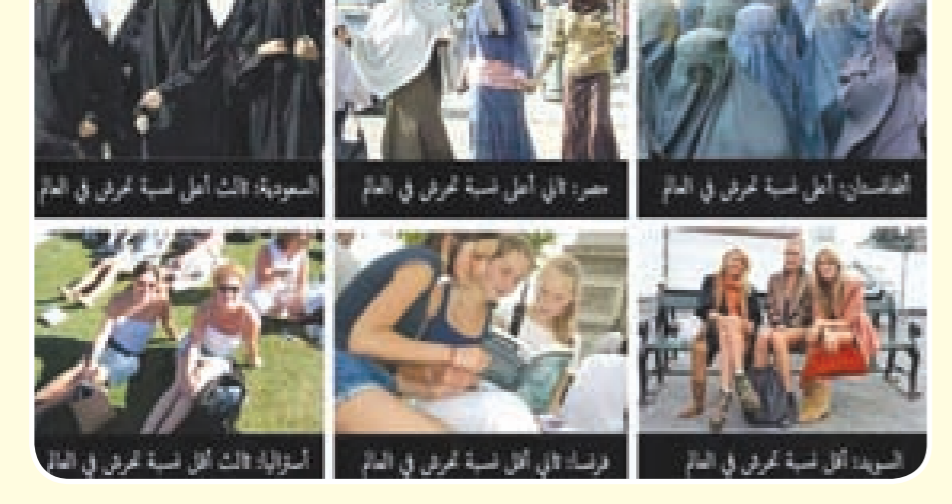 أفغانستان: أعلى نسبة تحرش في العالم
مصر: ثاني أعلى نسبة تحرش في العالم
السعودية: ثالث أعلى نسبة تحرش في العالم
السويد: أقل نسبة تحرش في العالم
فرنسا: ثاني أقل نسبة تحرش في العالم
أستراليا: ثالث أقل نسبة تحرش في العالم